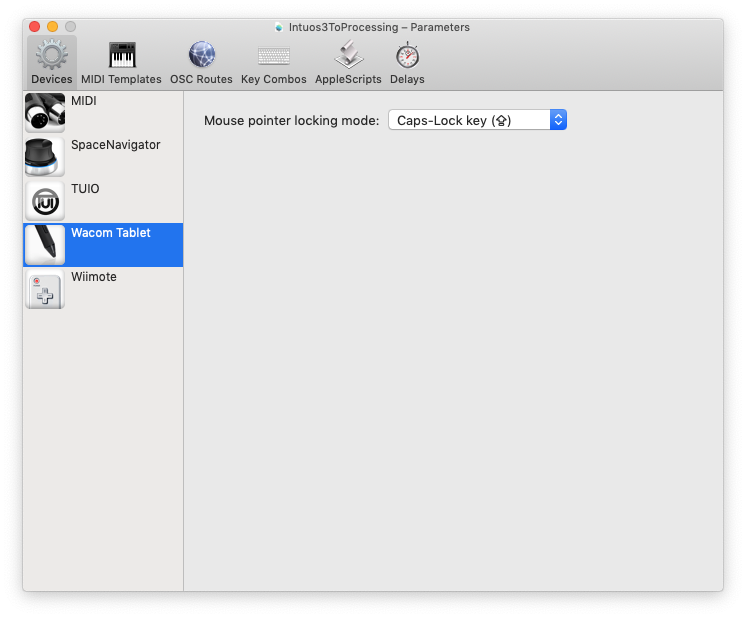 Intuos3ToProcessing – Parameters
Devices MIDI Templates OSC Routes Key Combos AppleScripts Delays
MIDI
Mouse pointer locking mode: Caps-Lock key (⇪)
SpaceNavigator
TUIO
Wacom Tablet
Wiimote